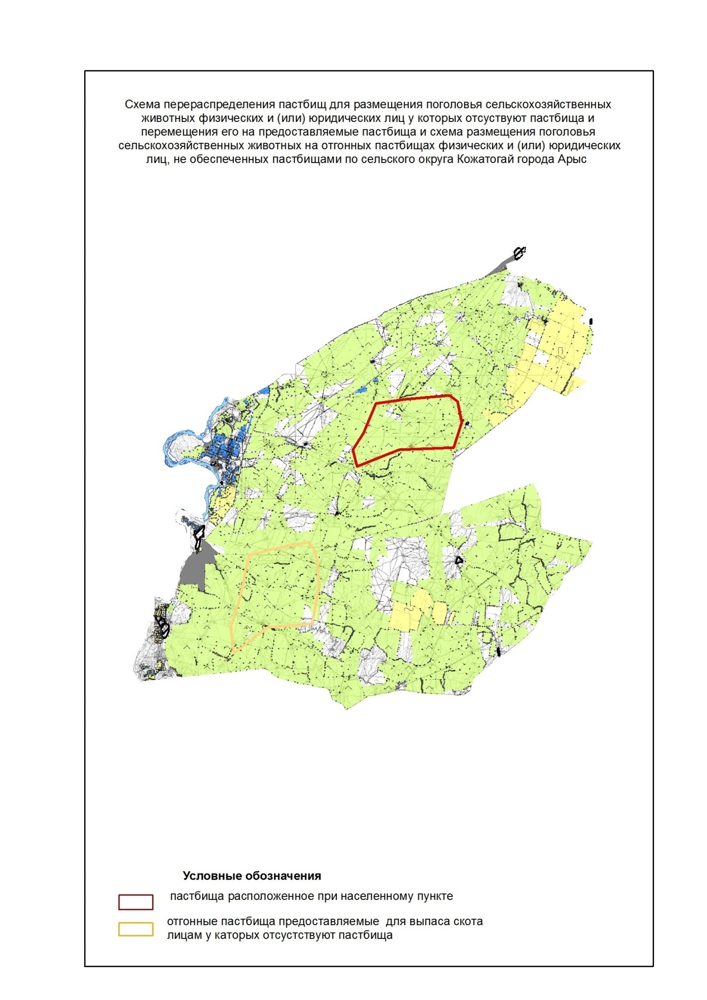 Схема перераспределения пастбищ для размещения поголовья сельскохозяйственных
животных физических и (или) юридических лиц у которых отсуствуют пастбища и
перемещения его на предоставляемые пастбища и схема размещения поголовья
сельскохозяйственных животных на отгонных пастбищах физических и (или) юридических
лиц, не обеспеченных пастбищами по сельского округа Кожатогай города Арыс
П
П
Условные обозначения
пастбища расположенное при населенному пункте
отгонные пастбища предоставляемые для выпаса скота
лицам у каторых отсустствуют пастбища